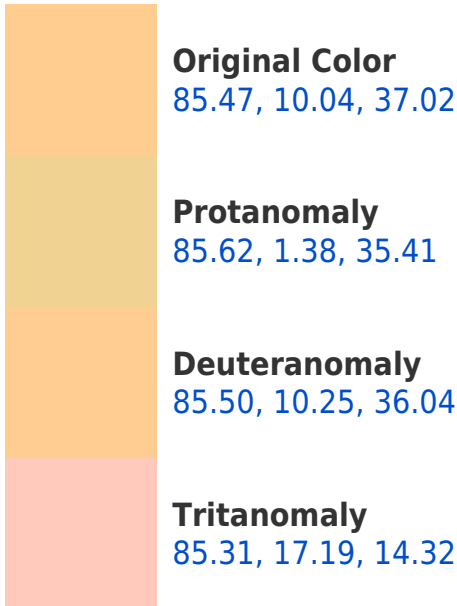 Original Color
85.47, 10.04, 37.02
Protanomaly
85.62, 1.38, 35.41
Deuteranomaly
85.50, 10.25, 36.04
Tritanomaly
85.31, 17.19, 14.32